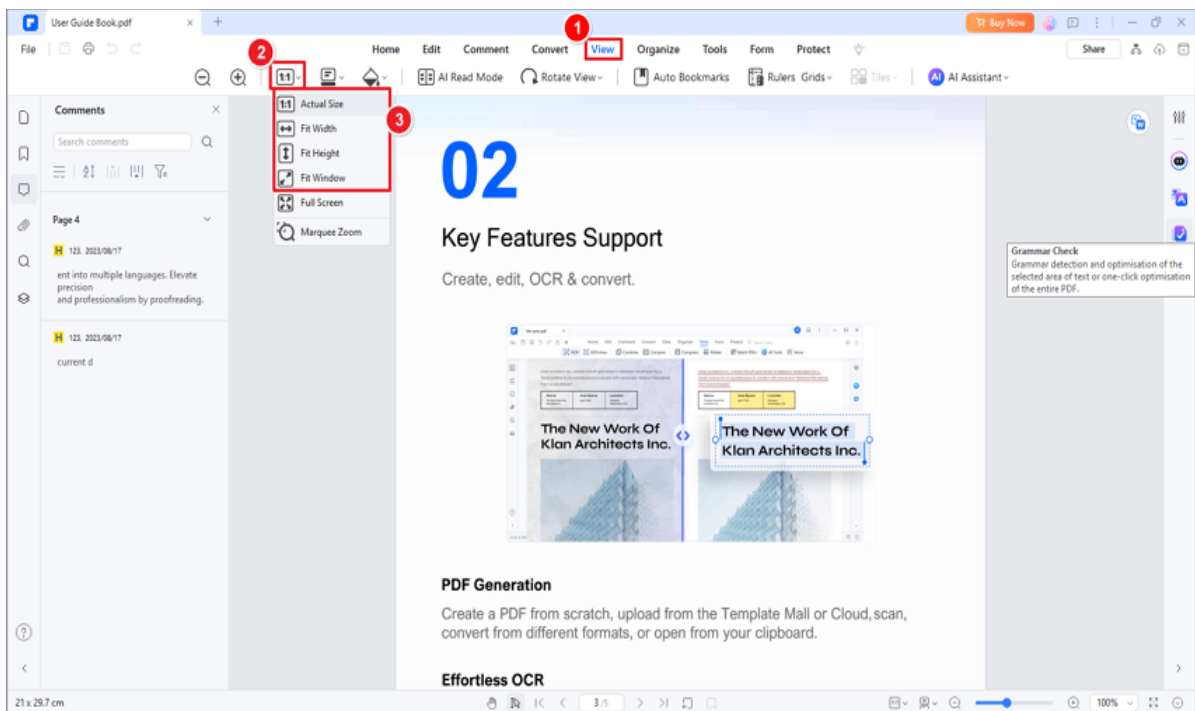 User Guide Book.pdf
Buy Now
1
File
Home Edit Comment Convert View Organize Tools Form Protect
Share
2
1:1 AI Read Mode Rotate View Auto Bookmarks Rulers Grids Tiles AI AI Assistant
Comments
Search comments
Page 4
H 123, 2023/08/17
ent into multiple languages. Elevate
precision
and professionalism by proofreading.
H 123, 2023/08/17
current d
1:1 Actual Size
3
Fit Width
Fit Height
Fit Window
Full Screen
Marquee Zoom
02
Key Features Support
Create, edit, OCR & convert.
Grammar Check
Grammar detection and optimisation of the
selected area of text or one-click optimisation
of the entire PDF.
The New Work Of
Klan Architects Inc.
The New Work Of
Klan Architects Inc.
PDF Generation
Create a PDF from scratch, upload from the Template Mall or Cloud, scan,
convert from different formats, or open from your clipboard.
Effortless OCR
21 x 29.7 cm
3/5
100%